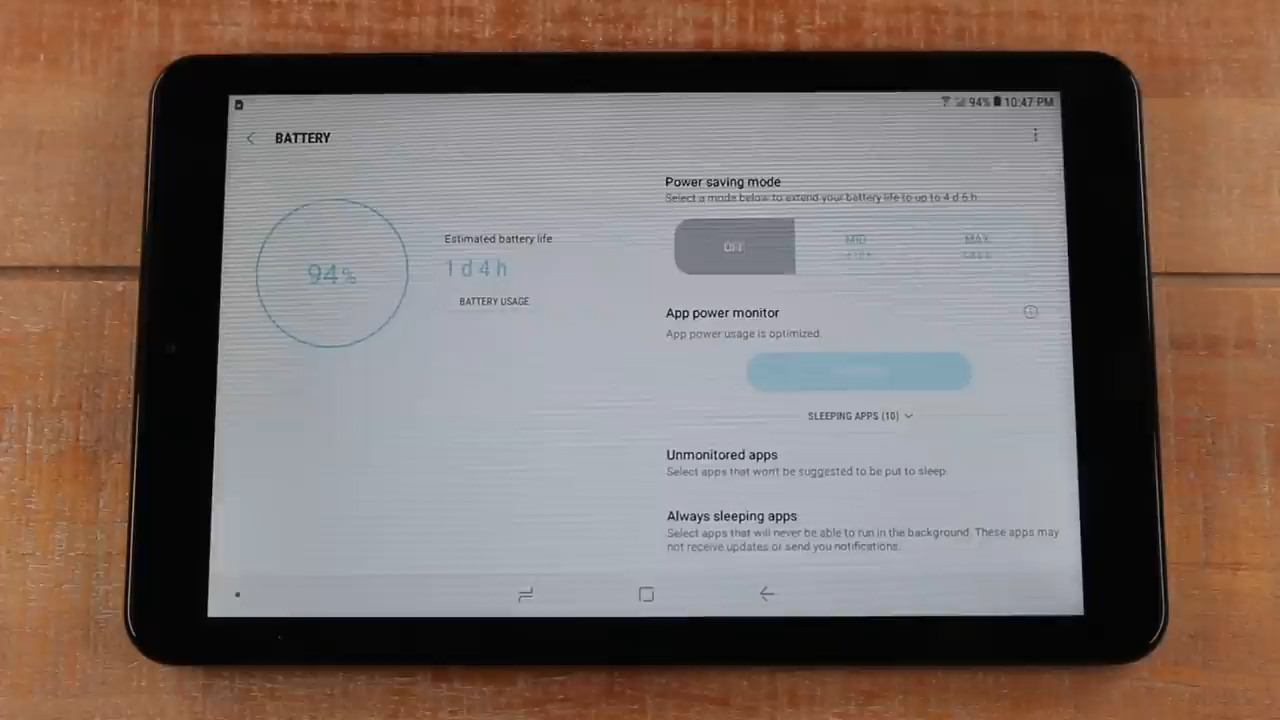 94% 10:47 PM
BATTERY
94%
Estimated battery life
1 d 4 h
BATTERY USAGE
Power saving mode
Select a mode below to extend your battery life to up to 4 d 6 h.
OFF
MID
MAX
App power monitor
App power usage is optimized.
SLEEPING APPS (10)
Unmonitored apps
Select apps that won't be suggested to be put to sleep.
Always sleeping apps
Select apps that will never be able to run in the background. These apps may
not receive updates or send you notifications.